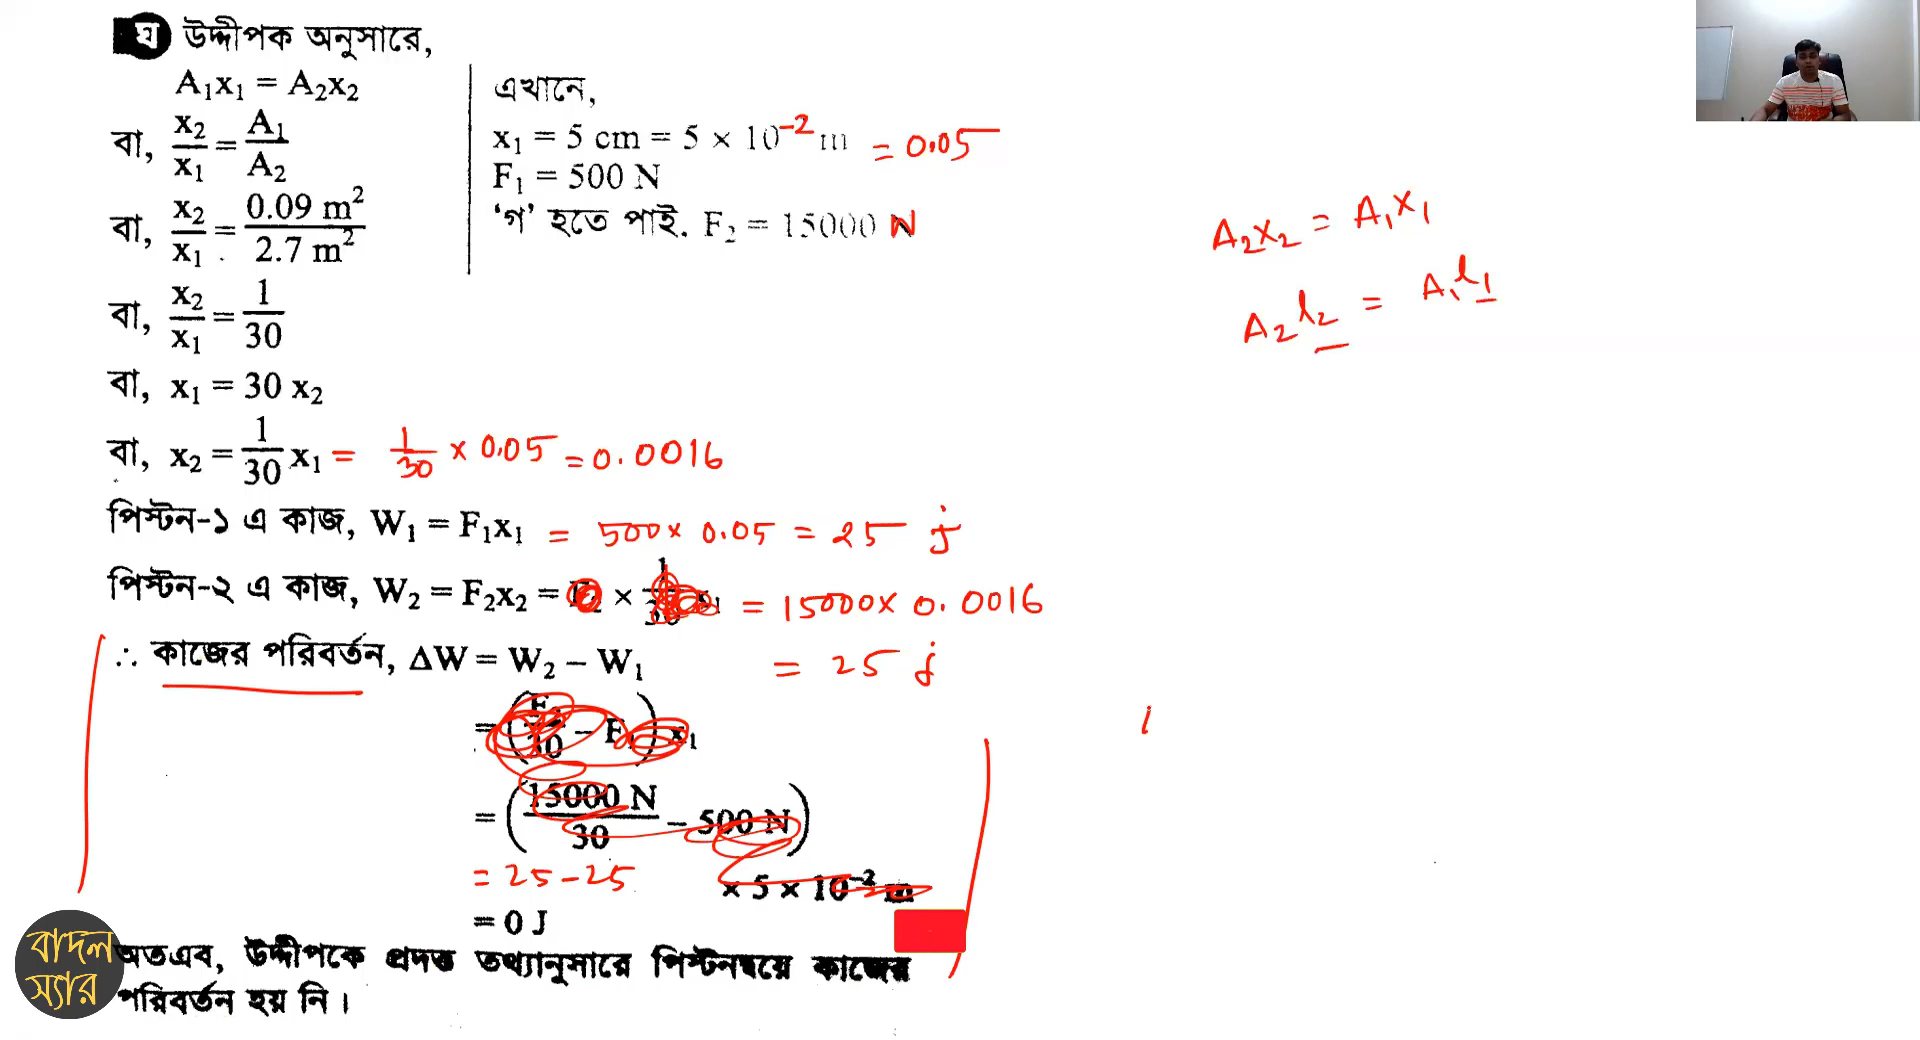 ঘ উদ্দীপক অনুসারে,
A₁x₁ = A₂x₂
বা, x₂/x₁ = A₁/A₂
বা, x₂/x₁ = 0.09 m²/2.7 m²
বা, x₂/x₁ = 1/30
বা, x₁ = 30 x₂
বা, x₂ = 1/30 x₁ = 1/30 × 0.05 = 0.0016
এখানে,
x₁ = 5 cm = 5 × 10⁻² m = 0.05
F₁ = 500 N
‘গ’ হতে পাই. F₂ = 15000 N
A₂x₂ = A₁x₁
A₂l₂ = A₁l₁
পিস্টন-১ এ কাজ, W₁ = F₁x₁ = 500 × 0.05 = 25 j
পিস্টন-২ এ কাজ, W₂ = F₂x₂ = × = 15000 × 0.0016
∴ কাজের পরিবর্তন, ΔW = W₂ − W₁ = 25 j
= (F₂/30 − F₁) x₁
= (15000 N/30 − 500 N)
= 25 − 25 × 5 × 10⁻² m
= 0 J
অতএব, উদ্দীপকে প্রদত্ত তথ্যানুসারে পিস্টনদ্বয়ে কাজের
পরিবর্তন হয় নি।
বাদল
স্যার